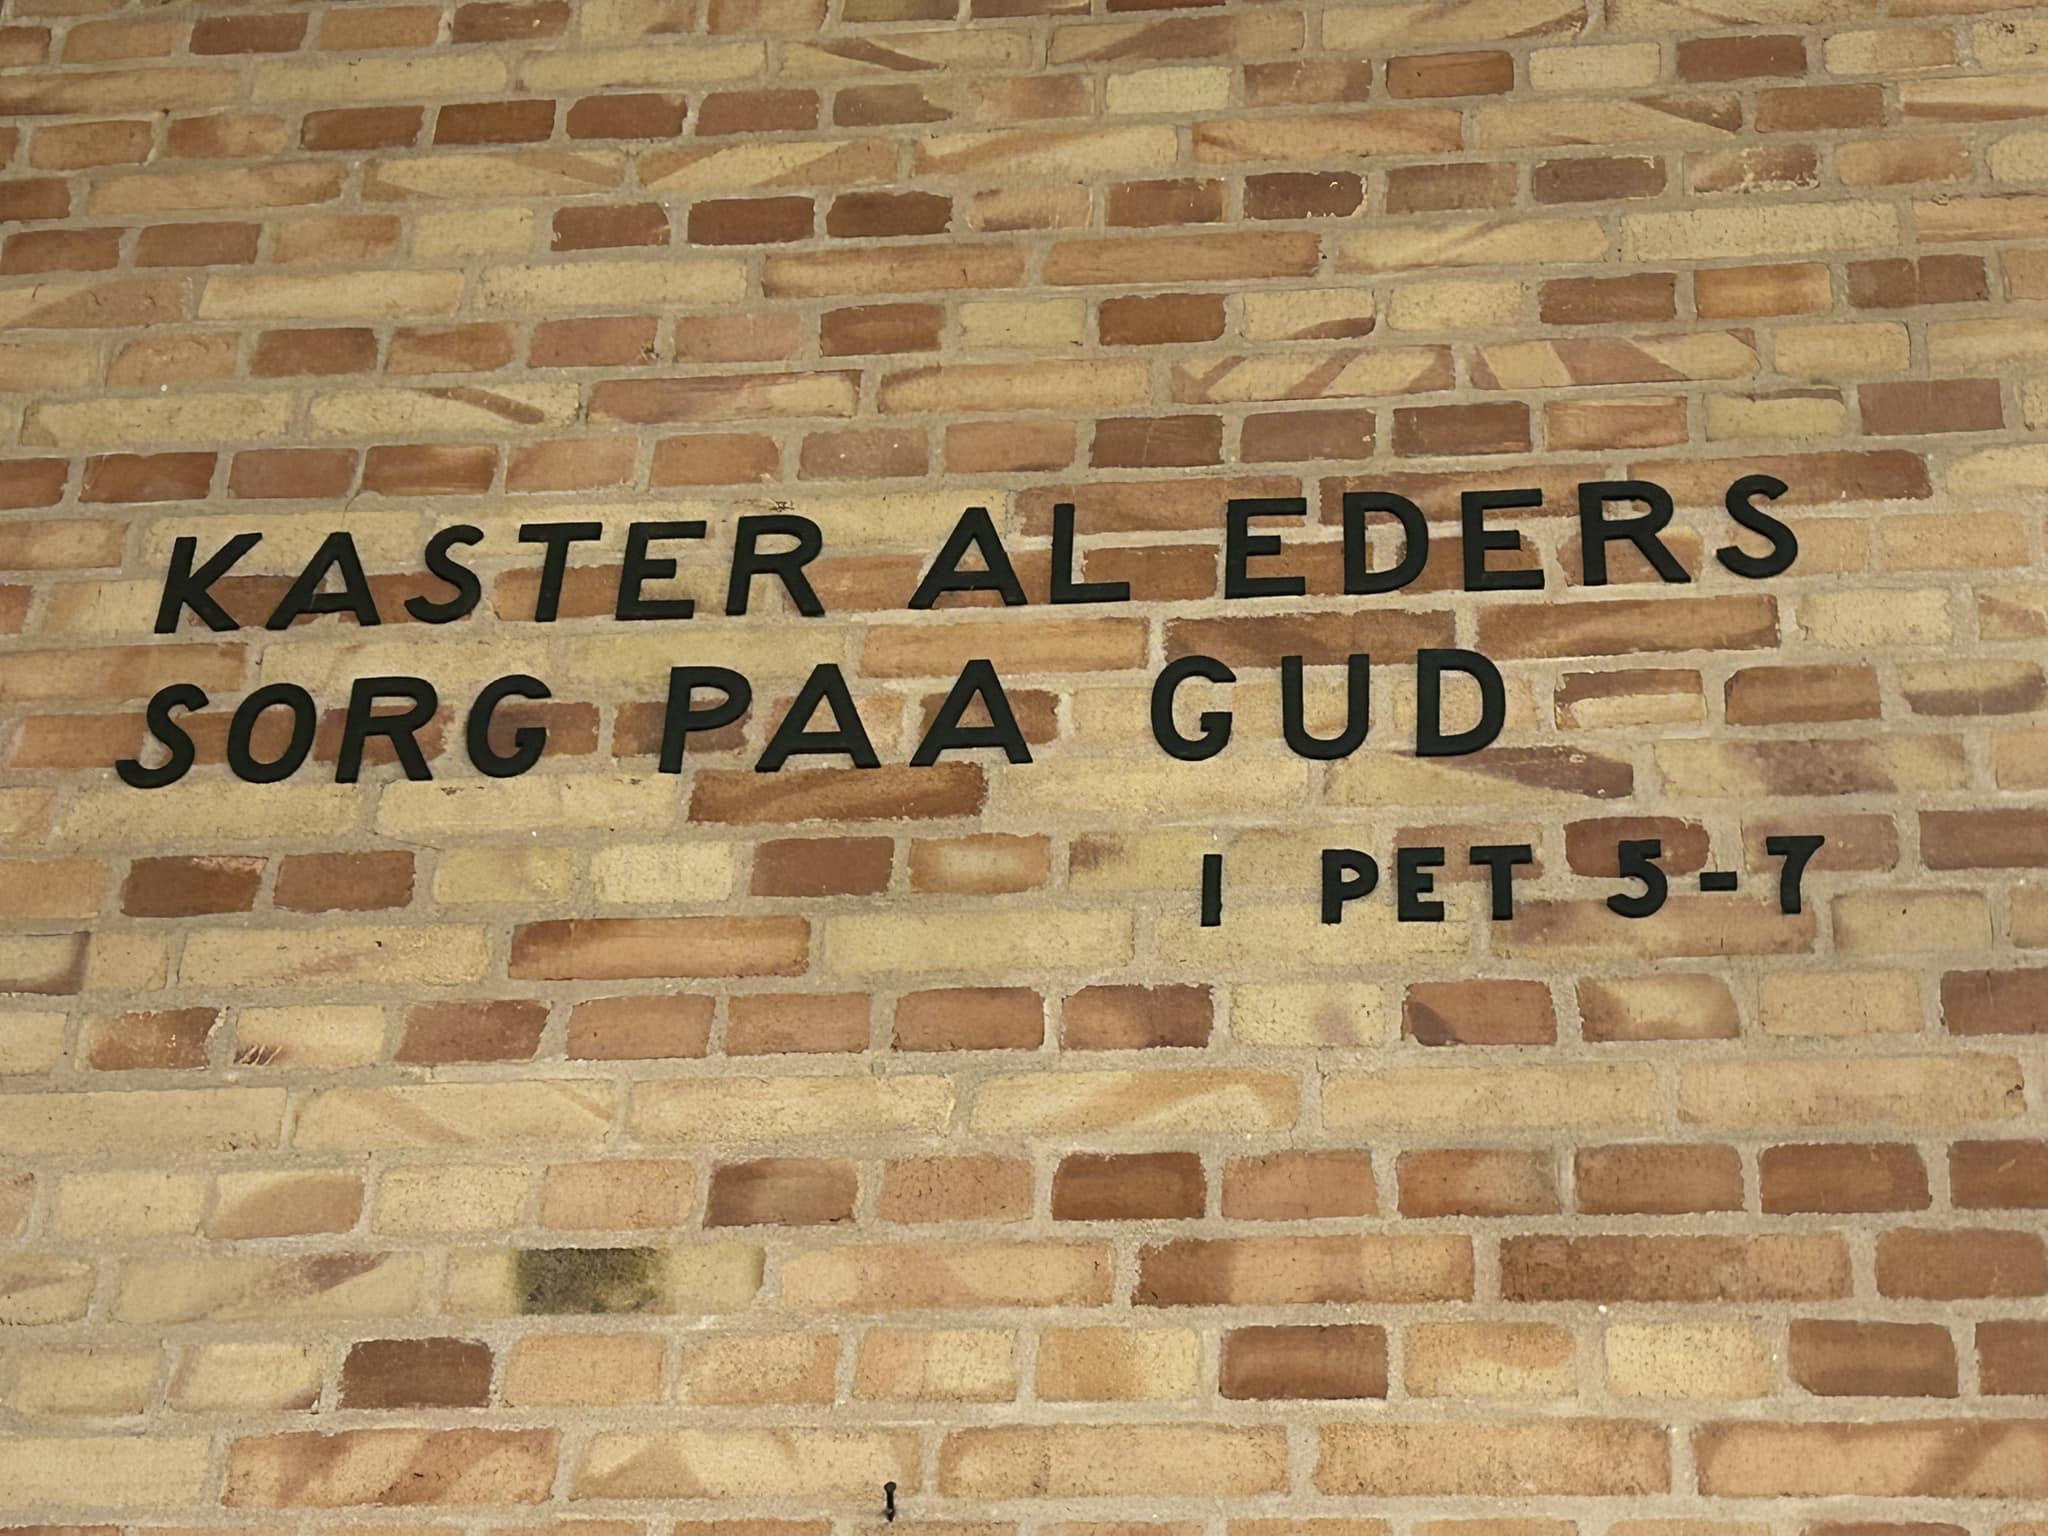 KASTER AL EDERS
SORG PAA GUD
I PET 5-7